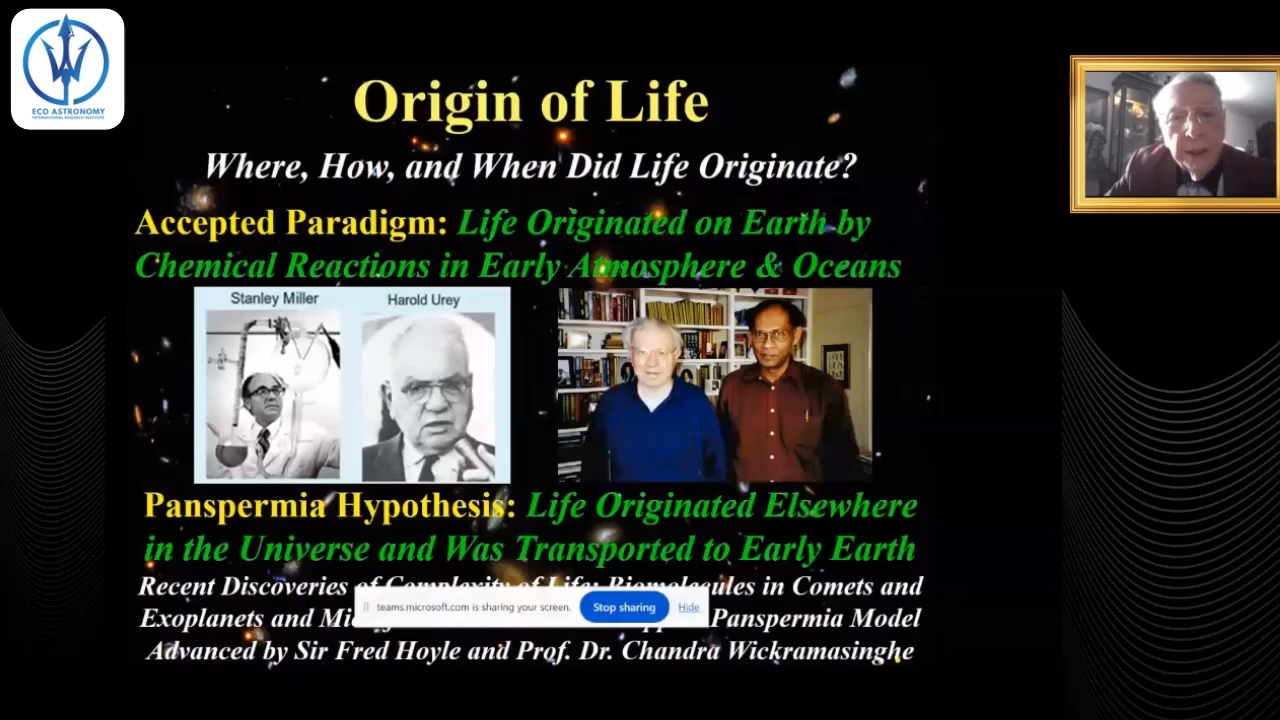 ECO ASTRONOMY
Origin of Life
Where, How, and When Did Life Originate?
Accepted Paradigm: Life Originated on Earth by
Chemical Reactions in Early Atmosphere & Oceans
Stanley Miller
Harold Urey
Panspermia Hypothesis: Life Originated Elsewhere
in the Universe and Was Transported to Early Earth
Recent Discoveries of Complexity of Life: Biomolecules in Comets and
Exoplanets and Panspermia Model
teams.microsoft.com is sharing your screen. Stop sharing Hide
Advanced by Sir Fred Hoyle and Prof. Dr. Chandra Wickramasinghe